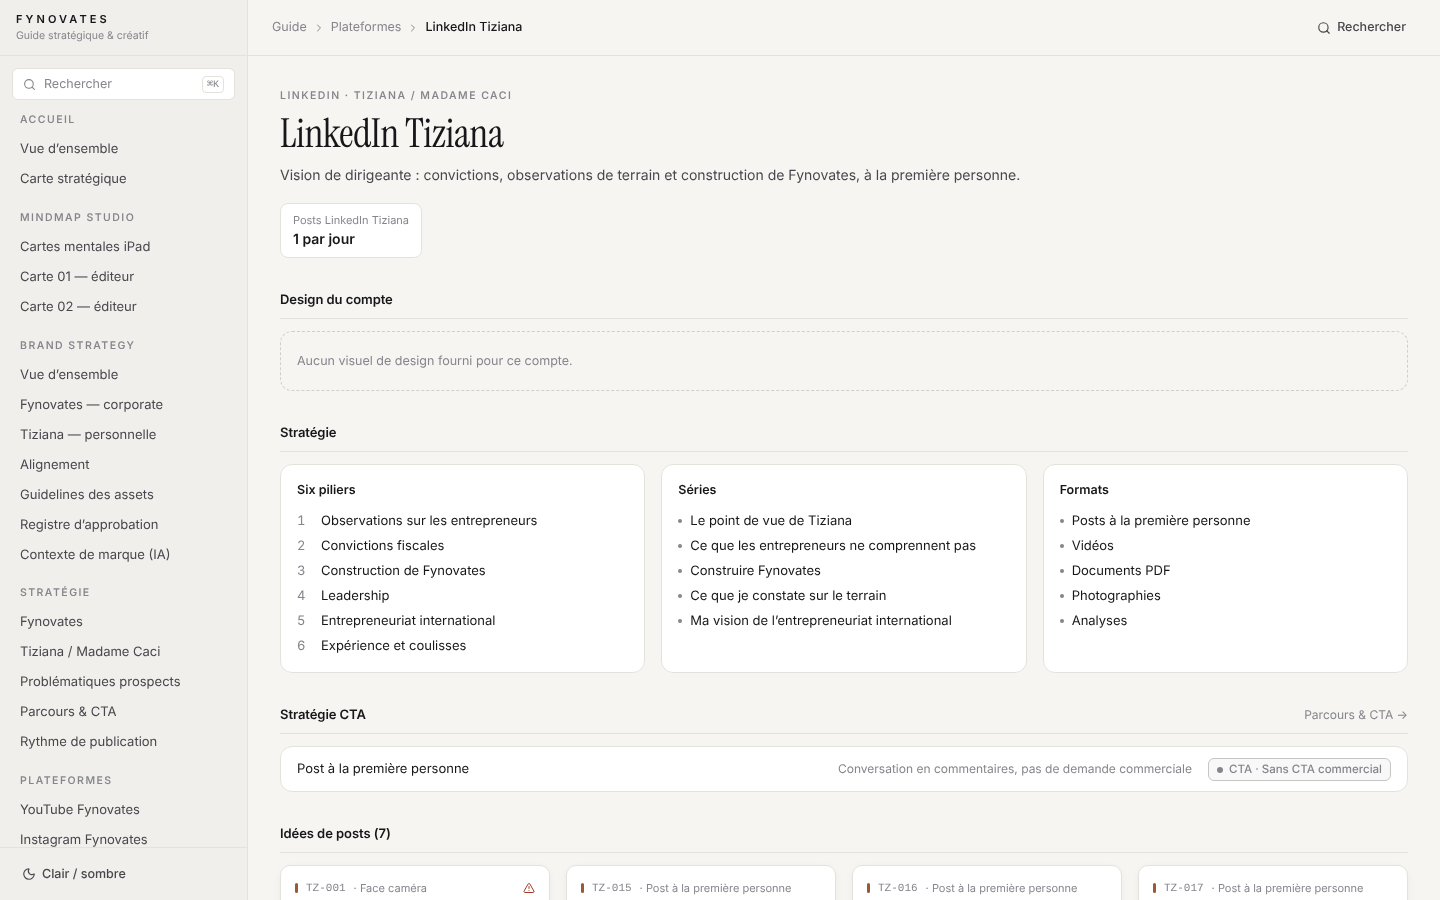 FYNOVATES
Guide stratégique & créatif
Rechercher
⌘K
ACCUEIL
Vue d’ensemble
Carte stratégique
MINDMAP STUDIO
Cartes mentales iPad
Carte 01 — éditeur
Carte 02 — éditeur
BRAND STRATEGY
Vue d’ensemble
Fynovates — corporate
Tiziana — personnelle
Alignement
Guidelines des assets
Registre d’approbation
Contexte de marque (IA)
STRATÉGIE
Fynovates
Tiziana / Madame Caci
Problématiques prospects
Parcours & CTA
Rythme de publication
PLATEFORMES
YouTube Fynovates
Instagram Fynovates
Clair / sombre
Guide > Plateformes > LinkedIn Tiziana
Rechercher
LINKEDIN · TIZIANA / MADAME CACI
LinkedIn Tiziana
Vision de dirigeante : convictions, observations de terrain et construction de Fynovates, à la première personne.
Posts LinkedIn Tiziana
1 par jour
Design du compte
Aucun visuel de design fourni pour ce compte.
Stratégie
Six piliers
1 Observations sur les entrepreneurs
2 Convictions fiscales
3 Construction de Fynovates
4 Leadership
5 Entrepreneuriat international
6 Expérience et coulisses
Séries
• Le point de vue de Tiziana
• Ce que les entrepreneurs ne comprennent pas
• Construire Fynovates
• Ce que je constate sur le terrain
• Ma vision de l’entrepreneuriat international
Formats
• Posts à la première personne
• Vidéos
• Documents PDF
• Photographies
• Analyses
Stratégie CTA
Parcours & CTA →
Post à la première personne
Conversation en commentaires, pas de demande commerciale
CTA · Sans CTA commercial
Idées de posts (7)
TZ-001 · Face caméra
TZ-015 · Post à la première personne
TZ-016 · Post à la première personne
TZ-017 · Post à la première personne